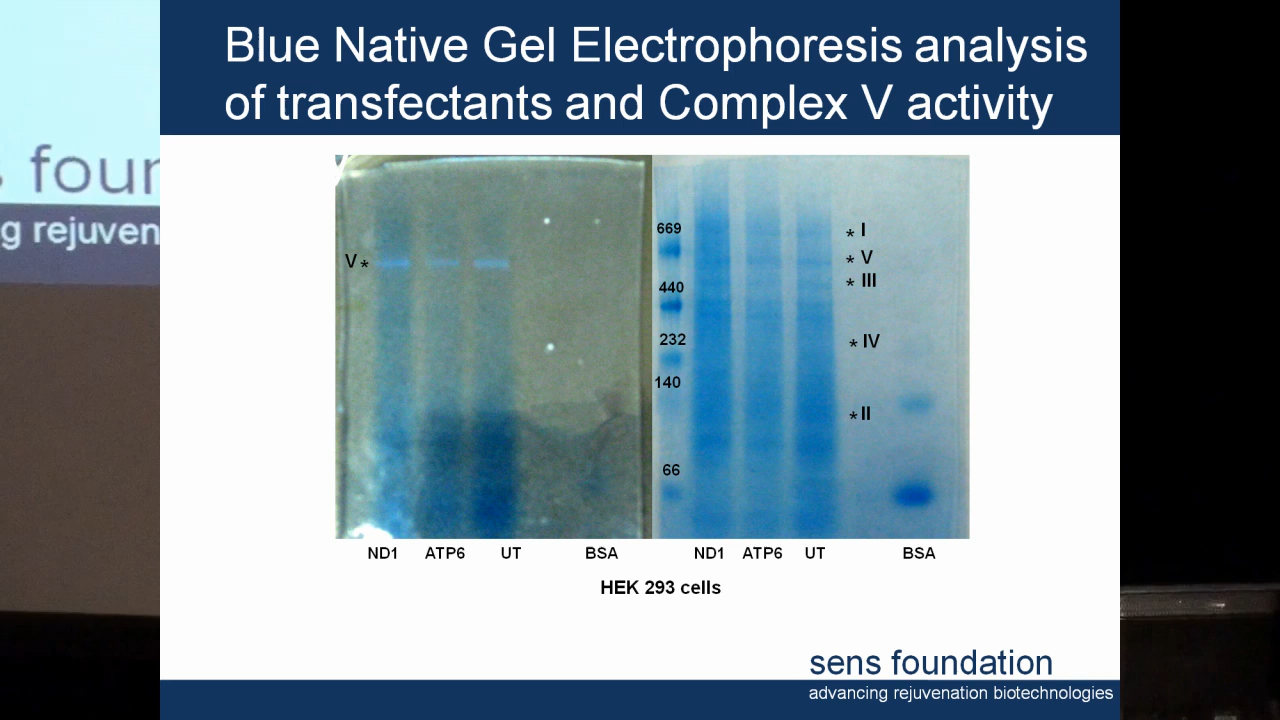 Blue Native Gel Electrophoresis analysis
of transfectants and Complex V activity
s four
g rejuven
V *
669
440
232
140
66
* I
* V
* III
* IV
* II
ND1 ATP6 UT BSA
ND1 ATP6 UT BSA
HEK 293 cells
sens foundation
advancing rejuvenation biotechnologies